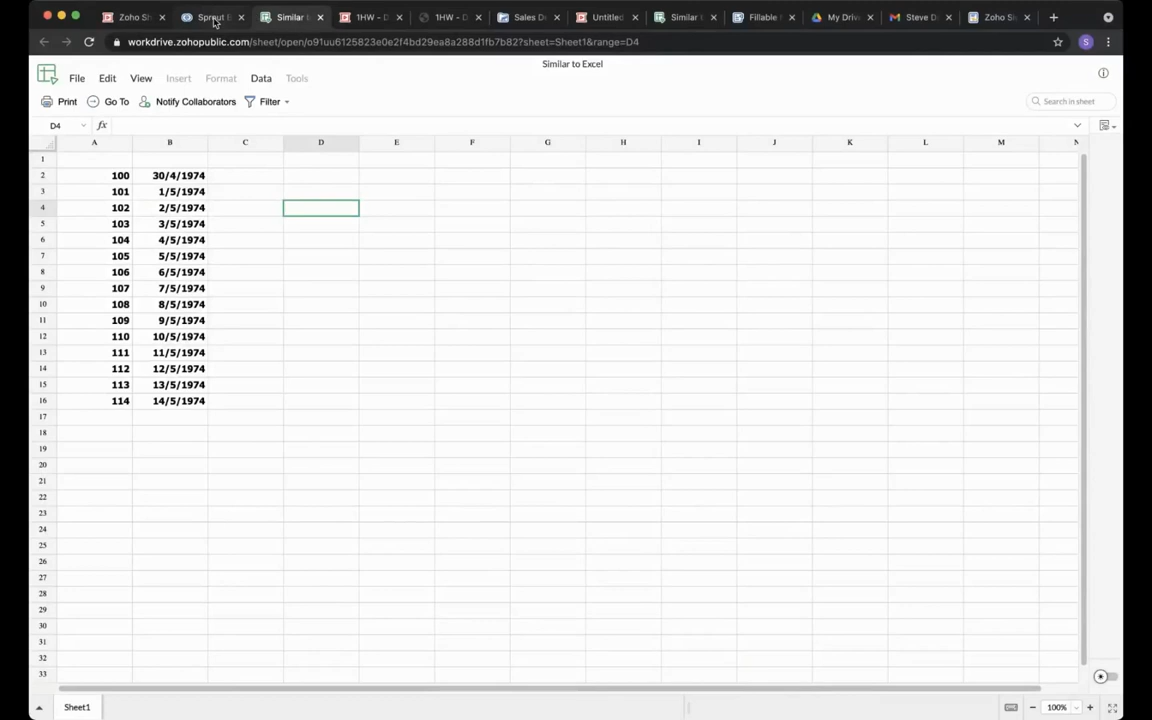 Zoho Sh Sprout Similar 1HW - D 1HW - D Sales D Untitled Similar t Fillable My Drive Steve D Zoho Si
workdrive.zohopublic.com/sheet/open/o91uu6125823e0e2f4bd29ea8a288d1fb7b82?sheet=Sheet1&range=D4 S
Similar to Excel
File Edit View Insert Format Data Tools
Print Go To Notify Collaborators Filter Search in sheet
D4 fx
A B C D E F G H I J K L M N
1
2 100 30/4/1974
3 101 1/5/1974
4 102 2/5/1974
5 103 3/5/1974
6 104 4/5/1974
7 105 5/5/1974
8 106 6/5/1974
9 107 7/5/1974
10 108 8/5/1974
11 109 9/5/1974
12 110 10/5/1974
13 111 11/5/1974
14 112 12/5/1974
15 113 13/5/1974
16 114 14/5/1974
17
18
19
20
21
22
23
24
25
26
27
28
29
30
31
32
33
Sheet1 100%